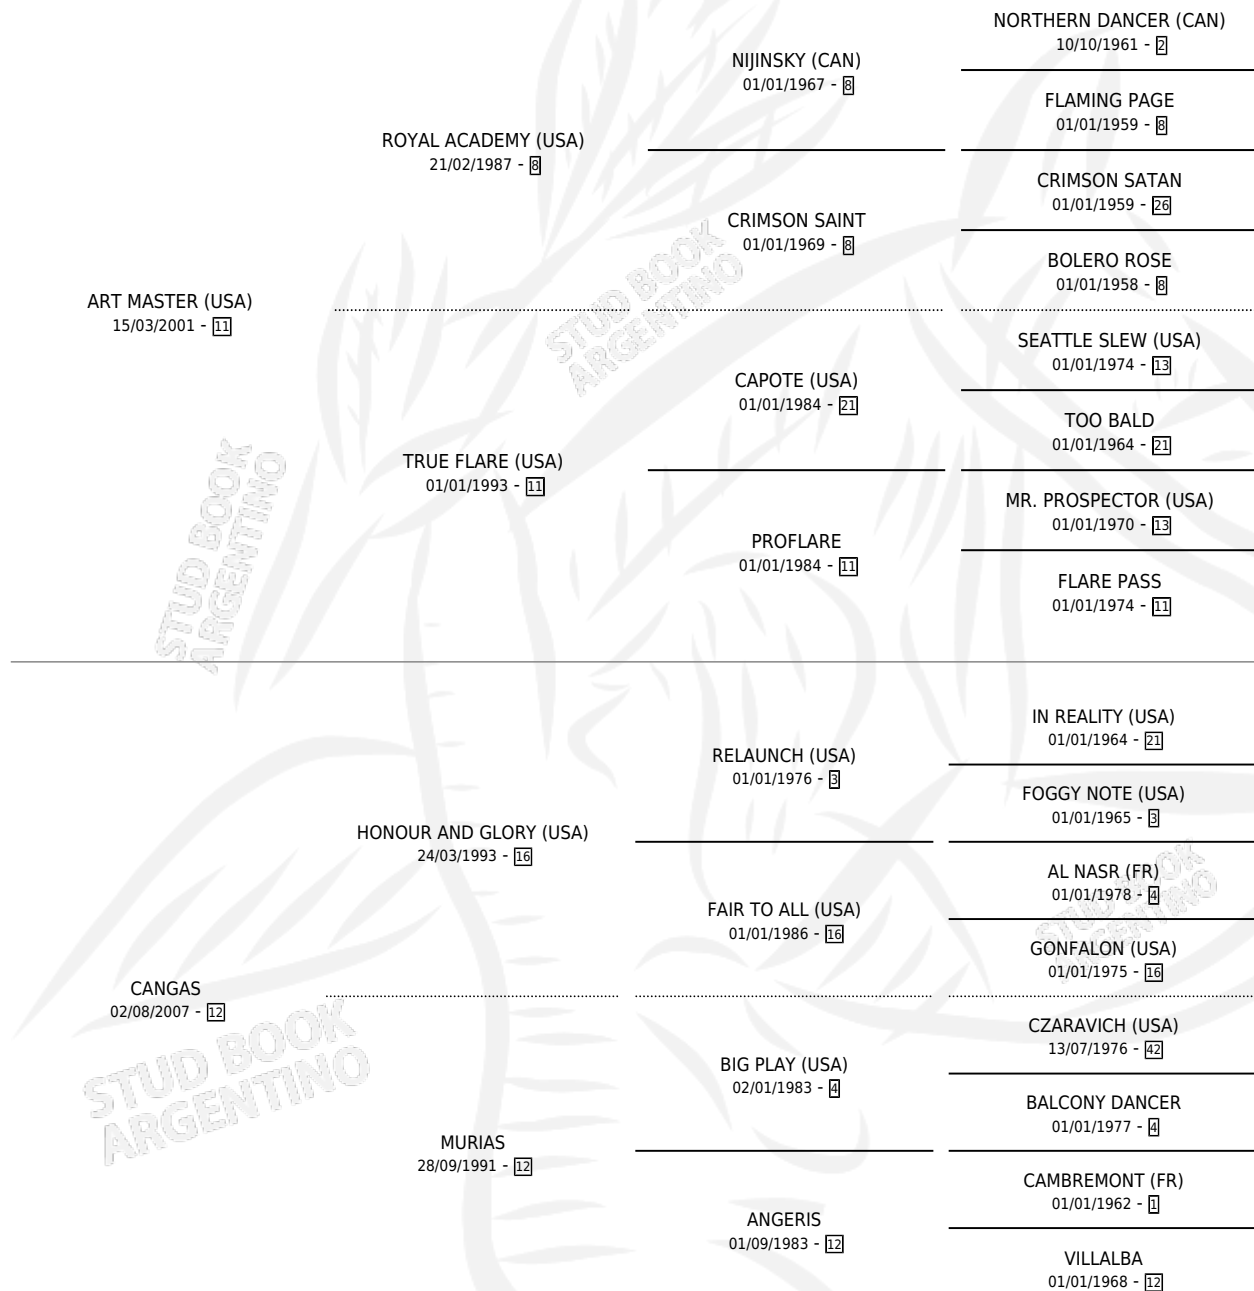 NORTHERN DANCER (CAN)
10/10/1961 - 2
NIJINSKY (CAN)
01/01/1967 - 8
FLAMING PAGE
01/01/1959 - 8
ROYAL ACADEMY (USA)
21/02/1987 - 8
CRIMSON SATAN
01/01/1959 - 26
CRIMSON SAINT
01/01/1969 - 8
BOLERO ROSE
01/01/1958 - 8
STUD BOOK
ARGENTINO
ART MASTER (USA)
15/03/2001 - 11
SEATTLE SLEW (USA)
01/01/1974 - 13
CAPOTE (USA)
01/01/1984 - 21
TOO BALD
01/01/1964 - 21
TRUE FLARE (USA)
01/01/1993 - 11
MR. PROSPECTOR (USA)
01/01/1970 - 13
PROFLARE
01/01/1984 - 11
FLARE PASS
01/01/1974 - 11
STUD BOOK
ARGENTINO
IN REALITY (USA)
01/01/1964 - 21
RELAUNCH (USA)
01/01/1976 - 3
FOGGY NOTE (USA)
01/01/1965 - 3
HONOUR AND GLORY (USA)
24/03/1993 - 16
AL NASR (FR)
01/01/1978 - 4
FAIR TO ALL (USA)
01/01/1986 - 16
STUD BOOK
ARGENTINO
GONFALON (USA)
01/01/1975 - 16
CANGAS
02/08/2007 - 12
CZARAVICH (USA)
13/07/1976 - 42
STUD BOOK
ARGENTINO
BIG PLAY (USA)
02/01/1983 - 4
BALCONY DANCER
01/01/1977 - 4
MURIAS
28/09/1991 - 12
CAMBREMONT (FR)
01/01/1962 - 1
ANGERIS
01/09/1983 - 12
VILLALBA
01/01/1968 - 12